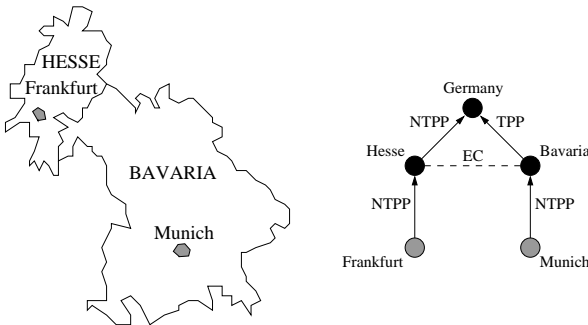 HESSE
Frankfurt
BAVARIA
Munich
Germany
NTPP
TPP
Hesse
EC
Bavaria
NTPP
NTPP
Frankfurt
Munich